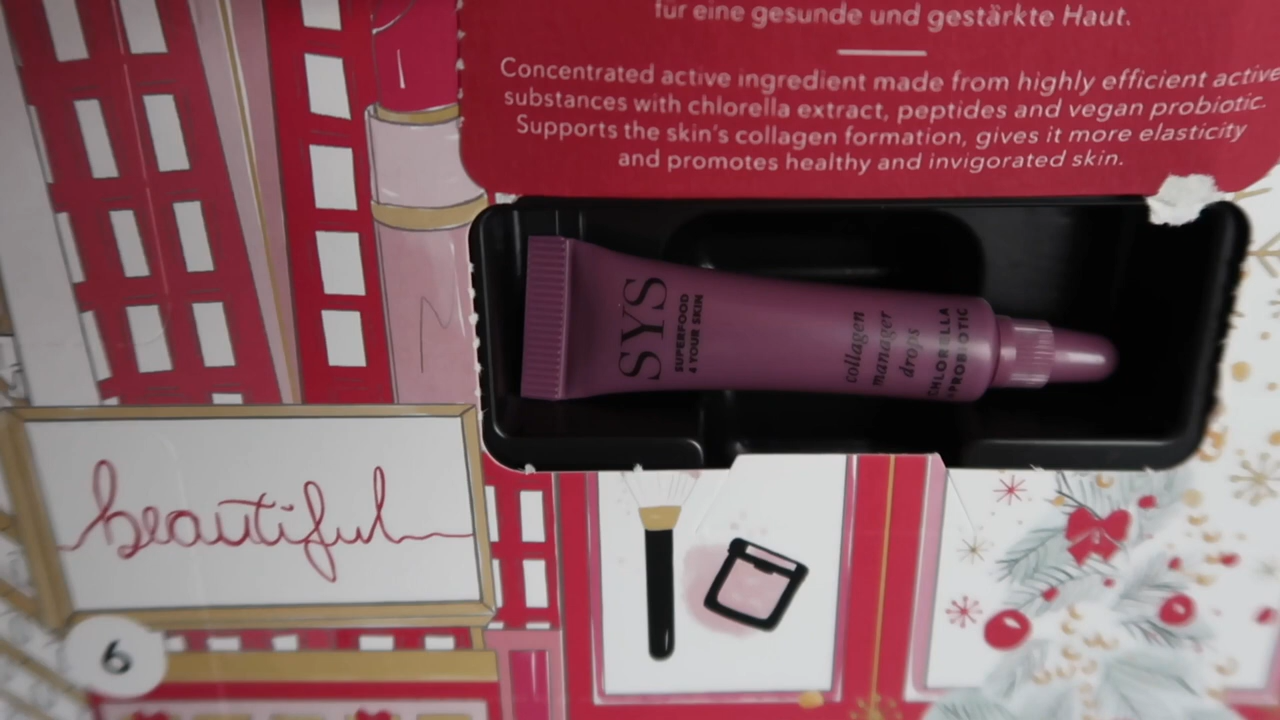 für eine gesunde und gestärkte Haut.
Concentrated active ingredient made from highly efficient active
substances with chlorella extract, peptides and vegan probiotic.
Supports the skin's collagen formation, gives it more elasticity
and promotes healthy and invigorated skin.
SYS
SUPERFOOD
& YOUR SKIN
collagen
manager
drops
CHLORELLA
+PROBIOTIC
beautiful
6